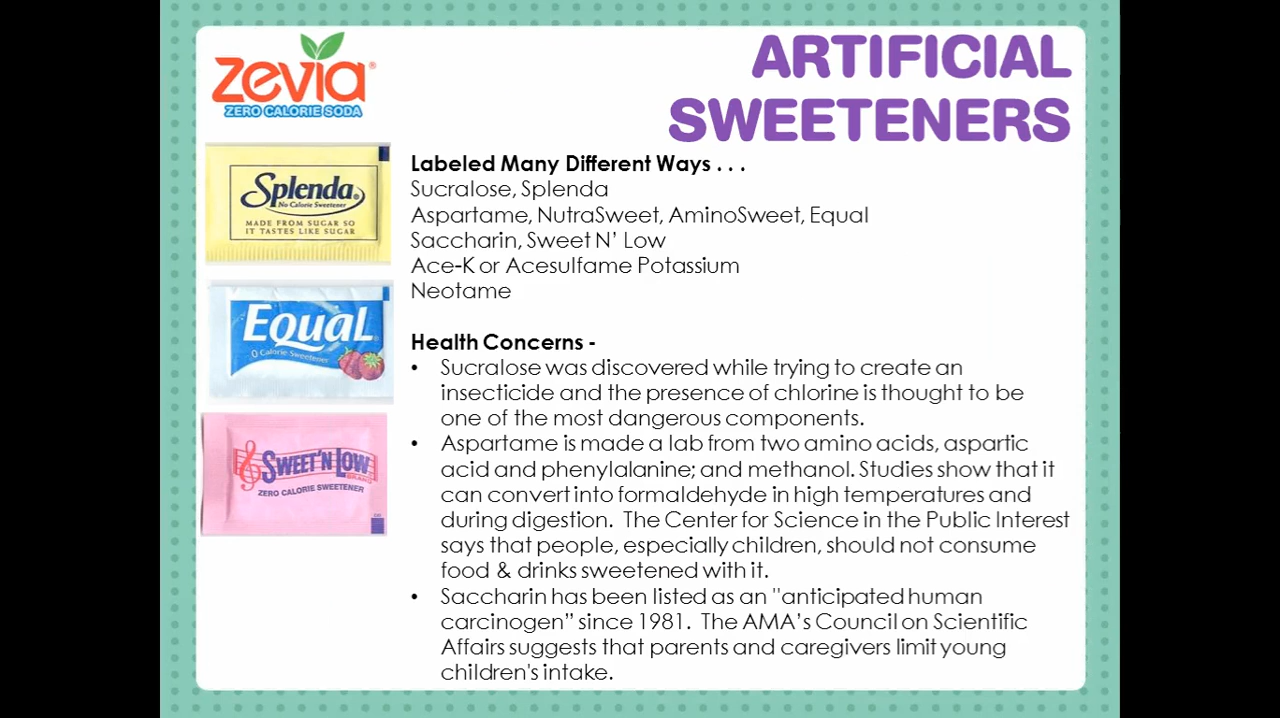 zevia®
ZERO CALORIE SODA
ARTIFICIAL
SWEETENERS
Splenda®
No Calorie Sweetener
MADE FROM SUGAR SO
IT TASTES LIKE SUGAR
Equal
0 Calorie Sweetener
SWEET'N LOW
BRAND
ZERO CALORIE SWEETENER
Labeled Many Different Ways . . .
Sucralose, Splenda
Aspartame, NutraSweet, AminoSweet, Equal
Saccharin, Sweet N’ Low
Ace-K or Acesulfame Potassium
Neotame
Health Concerns -
• Sucralose was discovered while trying to create an
insecticide and the presence of chlorine is thought to be
one of the most dangerous components.
• Aspartame is made a lab from two amino acids, aspartic
acid and phenylalanine; and methanol. Studies show that it
can convert into formaldehyde in high temperatures and
during digestion. The Center for Science in the Public Interest
says that people, especially children, should not consume
food & drinks sweetened with it.
• Saccharin has been listed as an "anticipated human
carcinogen” since 1981. The AMA’s Council on Scientific
Affairs suggests that parents and caregivers limit young
children's intake.